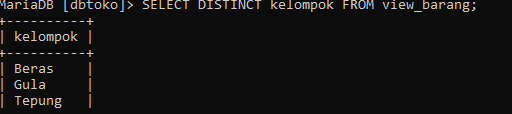 MariaDB [dbtoko]> SELECT DISTINCT kelompok FROM view_barang;
+----------+
| kelompok |
+----------+
| Beras    |
| Gula     |
| Tepung   |